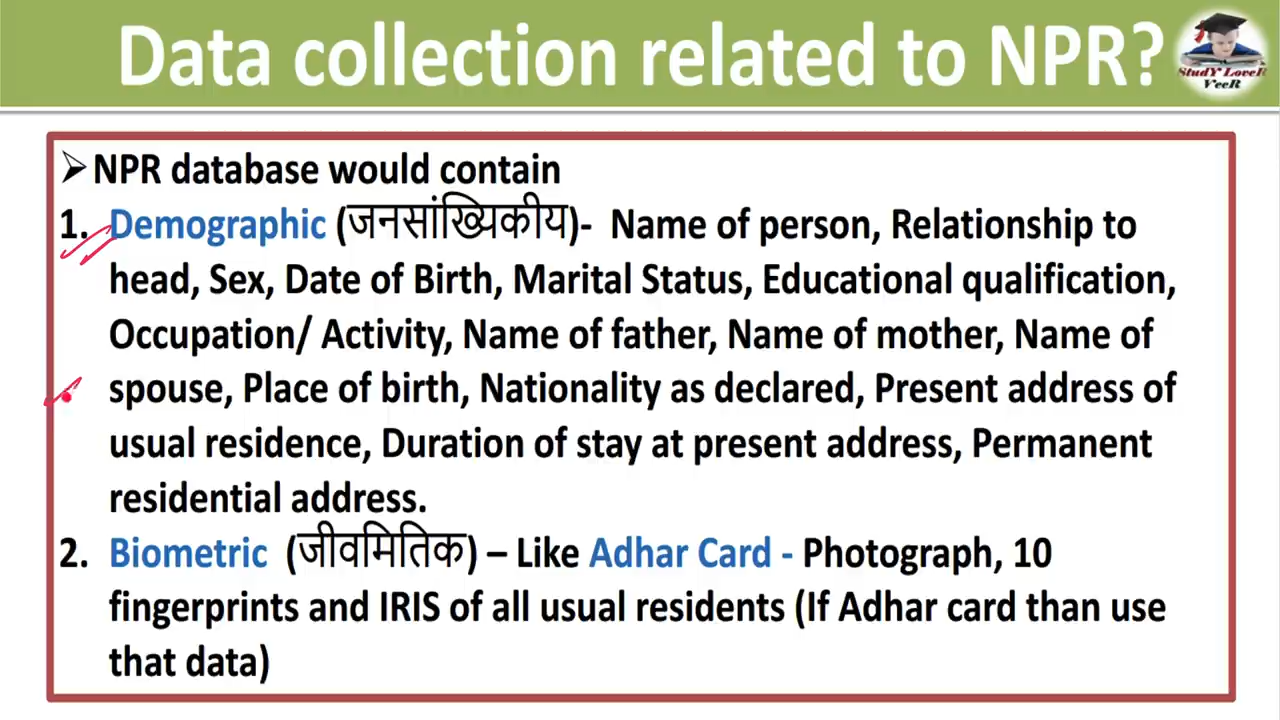 Data collection related to NPR?
StudY LoveR
VeeR
➢NPR database would contain
1. Demographic (जनसांख्यिकीय)- Name of person, Relationship to
head, Sex, Date of Birth, Marital Status, Educational qualification,
Occupation/ Activity, Name of father, Name of mother, Name of
spouse, Place of birth, Nationality as declared, Present address of
usual residence, Duration of stay at present address, Permanent
residential address.
2. Biometric (जीवमितिक) – Like Adhar Card - Photograph, 10
fingerprints and IRIS of all usual residents (If Adhar card than use
that data)